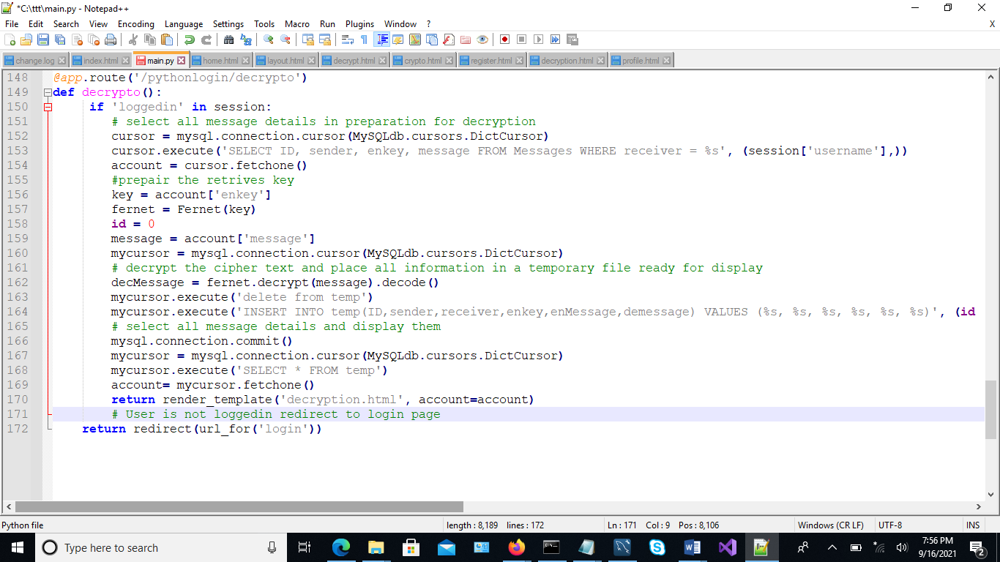 *C:\ttt\main.py - Notepad++
File Edit Search View Encoding Language Settings Tools Macro Run Plugins Window ? X
change.log index.html main.py home.html layout.html decrypt.html crypto.html register.html decryption.html profile.html
148 @app.route('/pythonlogin/decrypto')
149 def decrypto():
150 if 'loggedin' in session:
151 # select all message details in preparation for decryption
152 cursor = mysql.connection.cursor(MySQLdb.cursors.DictCursor)
153 cursor.execute('SELECT ID, sender, enkey, message FROM Messages WHERE receiver = %s', (session['username'],))
154 account = cursor.fetchone()
155 #prepair the retrives key
156 key = account['enkey']
157 fernet = Fernet(key)
158 id = 0
159 message = account['message']
160 mycursor = mysql.connection.cursor(MySQLdb.cursors.DictCursor)
161 # decrypt the cipher text and place all information in a temporary file ready for display
162 decMessage = fernet.decrypt(message).decode()
163 mycursor.execute('delete from temp')
164 mycursor.execute('INSERT INTO temp(ID,sender,receiver,enkey,enMessage,demessage) VALUES (%s, %s, %s, %s, %s, %s)', (id
165 # select all message details and display them
166 mysql.connection.commit()
167 mycursor = mysql.connection.cursor(MySQLdb.cursors.DictCursor)
168 mycursor.execute('SELECT * FROM temp')
169 account= mycursor.fetchone()
170 return render_template('decryption.html', account=account)
171 # User is not loggedin redirect to login page
172 return redirect(url_for('login'))
Python file length : 8,189 lines : 172 Ln : 171 Col : 9 Pos : 8,106 Windows (CR LF) UTF-8 INS
Type here to search
7:56 PM
9/16/2021
2